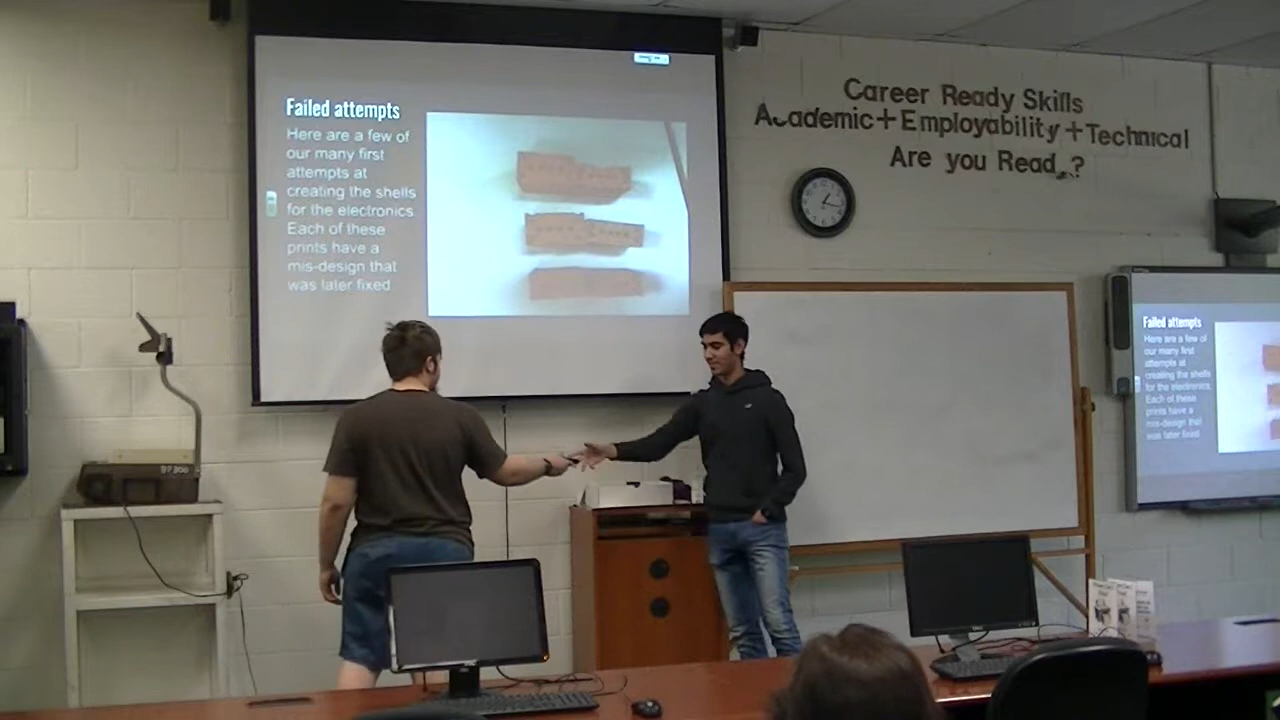 Failed attempts
Here are a few of
our many first
attempts at
creating the shells
for the electronics
Each of these
prints have a
mis-design that
was later fixed
Career Ready Skills
Academic+Employability+Technical
Are you Read ?
Failed attempts
Here are a few of
our many first
attempts at
creating the shells
for the electronics.
Each of these
prints have a
mis-design that
was later fixed